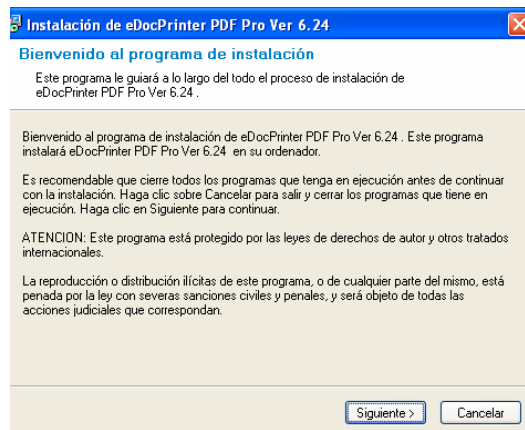 Instalación de eDocPrinter PDF Pro Ver 6.24
Bienvenido al programa de instalación
Este programa le guiará a lo largo del todo el proceso de instalación de
eDocPrinter PDF Pro Ver 6.24 .
Bienvenido al programa de instalación de eDocPrinter PDF Pro Ver 6.24 . Este programa
instalará eDocPrinter PDF Pro Ver 6.24 en su ordenador.
Es recomendable que cierre todos los programas que tenga en ejecución antes de continuar
con la instalación. Haga clic sobre Cancelar para salir y cerrar los programas que tiene en
ejecución. Haga clic en Siguiente para continuar.
ATENCION: Este programa está protegido por las leyes de derechos de autor y otros tratados
internacionales.
La reproducción o distribución ilícitas de este programa, o de cualquier parte del mismo, está
penada por la ley con severas sanciones civiles y penales, y será objeto de todas las
acciones judiciales que correspondan.
Siguiente > Cancelar